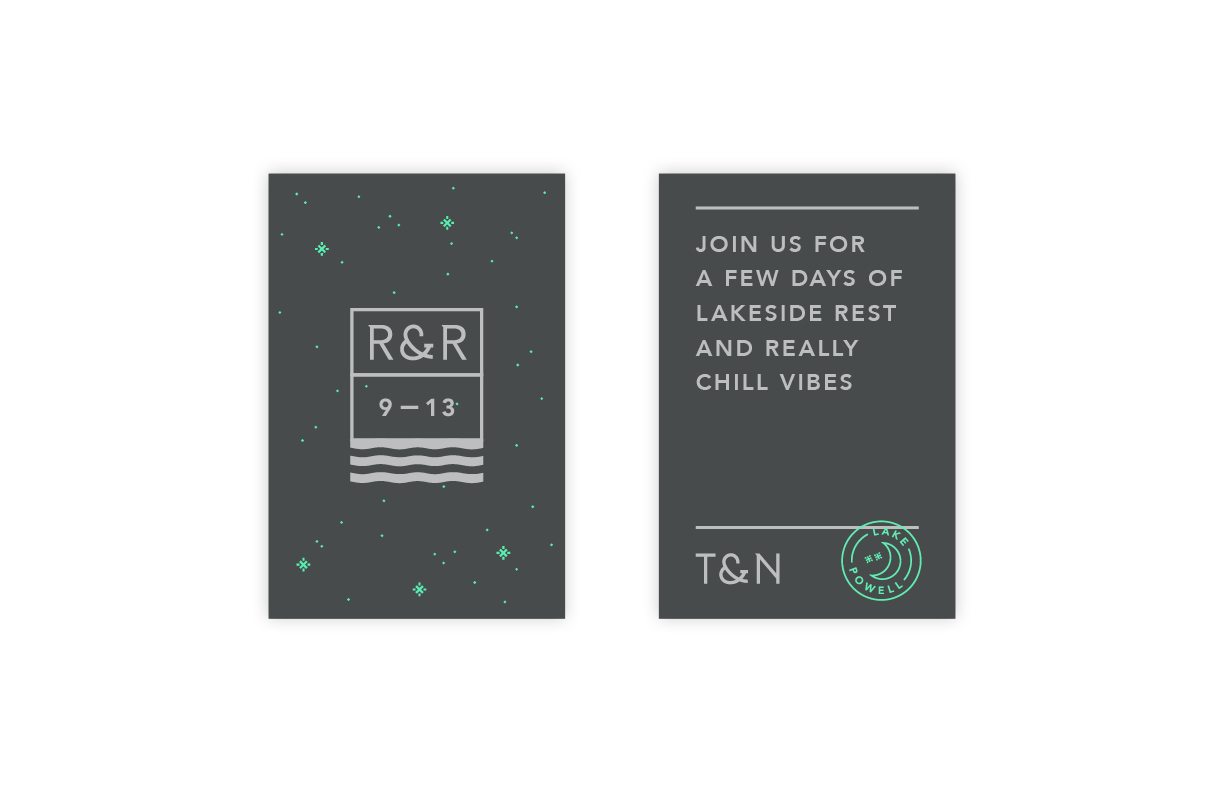 R&R
9 — 13
JOIN US FOR
A FEW DAYS OF
LAKESIDE REST
AND REALLY
CHILL VIBES
T&N
LAKE
POWELL